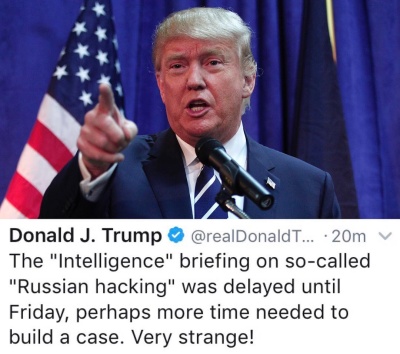 Donald J. Trump @realDonaldT... · 20m
The "Intelligence" briefing on so-called
"Russian hacking" was delayed until
Friday, perhaps more time needed to
build a case. Very strange!